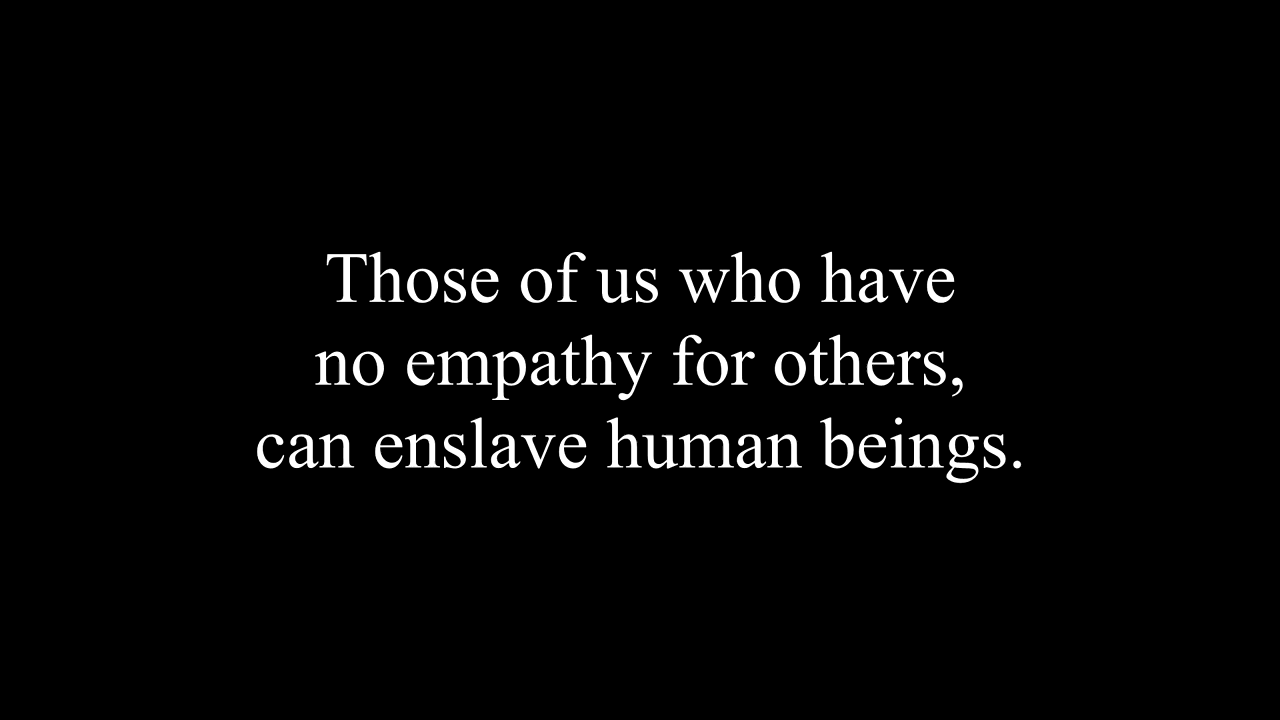 Those of us who have
no empathy for others,
can enslave human beings.